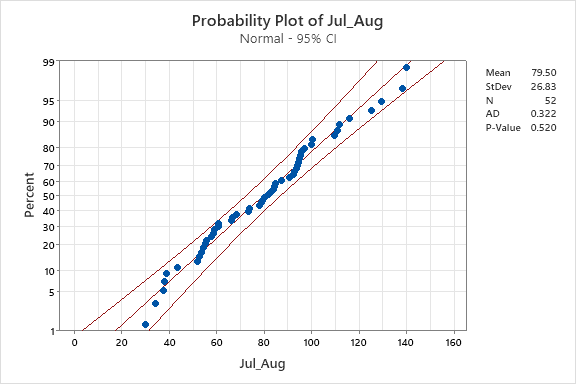 Probability Plot of Jul_Aug
Normal - 95% CI
99
95
90
80
70
60
50
40
30
20
10
5
1
Percent
0
20
40
60
80
100
120
140
160
Jul_Aug
Mean 79.50
StDev 26.83
N 52
AD 0.322
P-Value 0.520